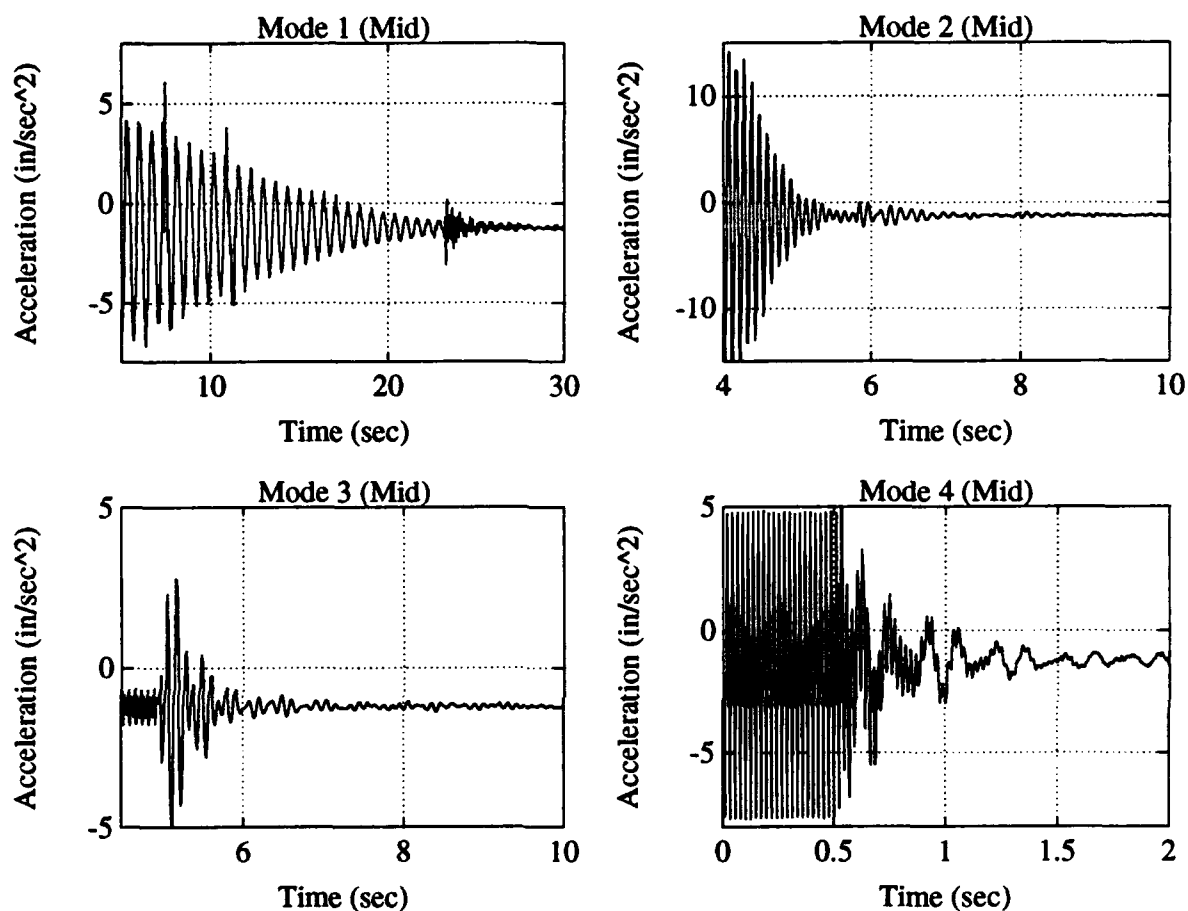 Mode 1 (Mid)
Acceleration (in/sec^2)
5
0
-5
10
20
30
Time (sec)
Mode 2 (Mid)
Acceleration (in/sec^2)
10
0
-10
4
6
8
10
Time (sec)
Mode 3 (Mid)
Acceleration (in/sec^2)
5
0
-5
6
8
10
Time (sec)
Mode 4 (Mid)
Acceleration (in/sec^2)
5
0
-5
0
0.5
1
1.5
2
Time (sec)